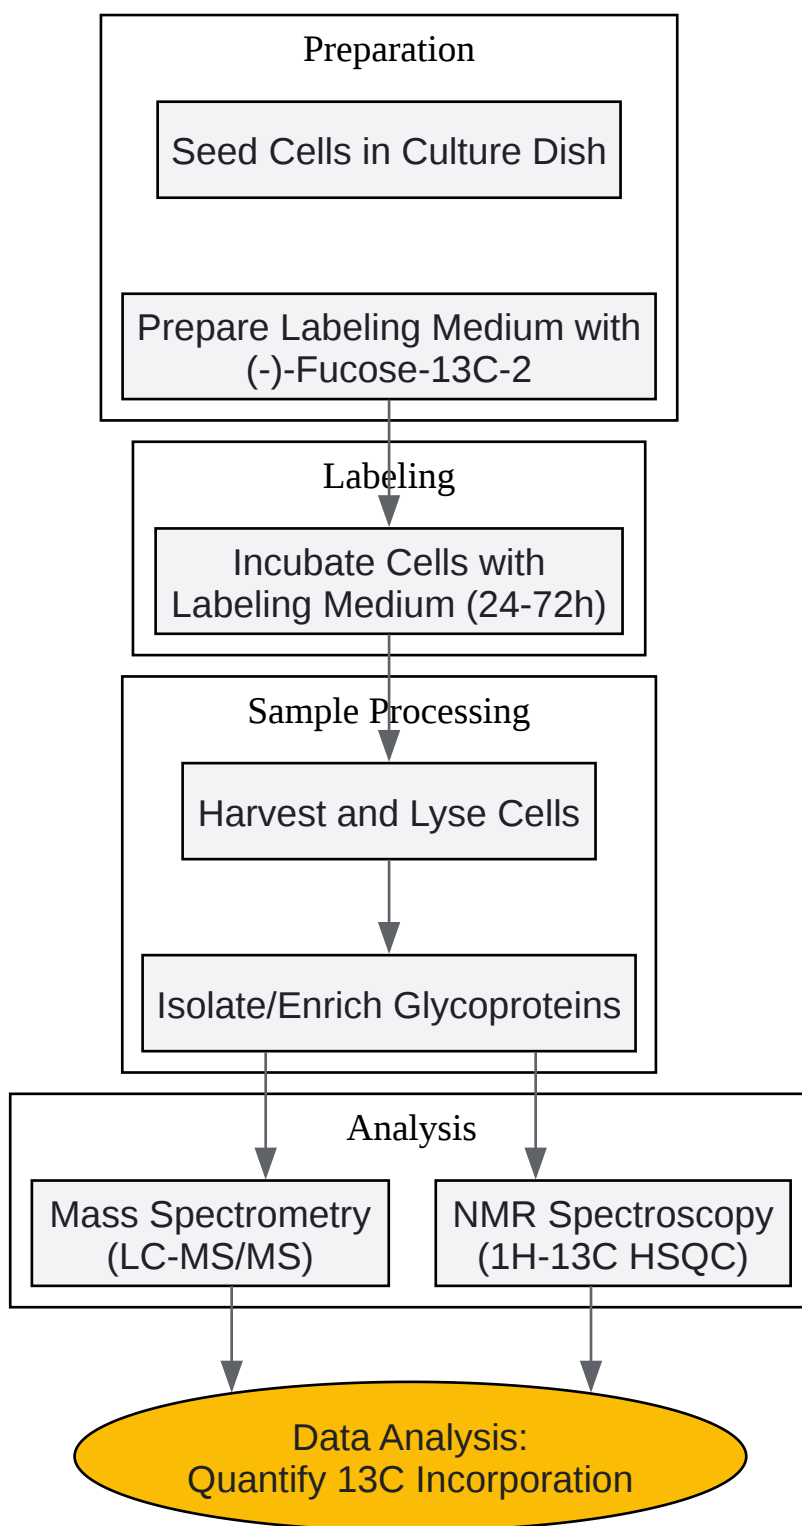 Preparation
Seed Cells in Culture Dish
Prepare Labeling Medium with
(-)-Fucose-13C-2
Labeling
Incubate Cells with
Labeling Medium (24-72h)
Sample Processing
Harvest and Lyse Cells
Isolate/Enrich Glycoproteins
Analysis
Mass Spectrometry
(LC-MS/MS)
NMR Spectroscopy
(1H-13C HSQC)
Data Analysis:
Quantify 13C Incorporation